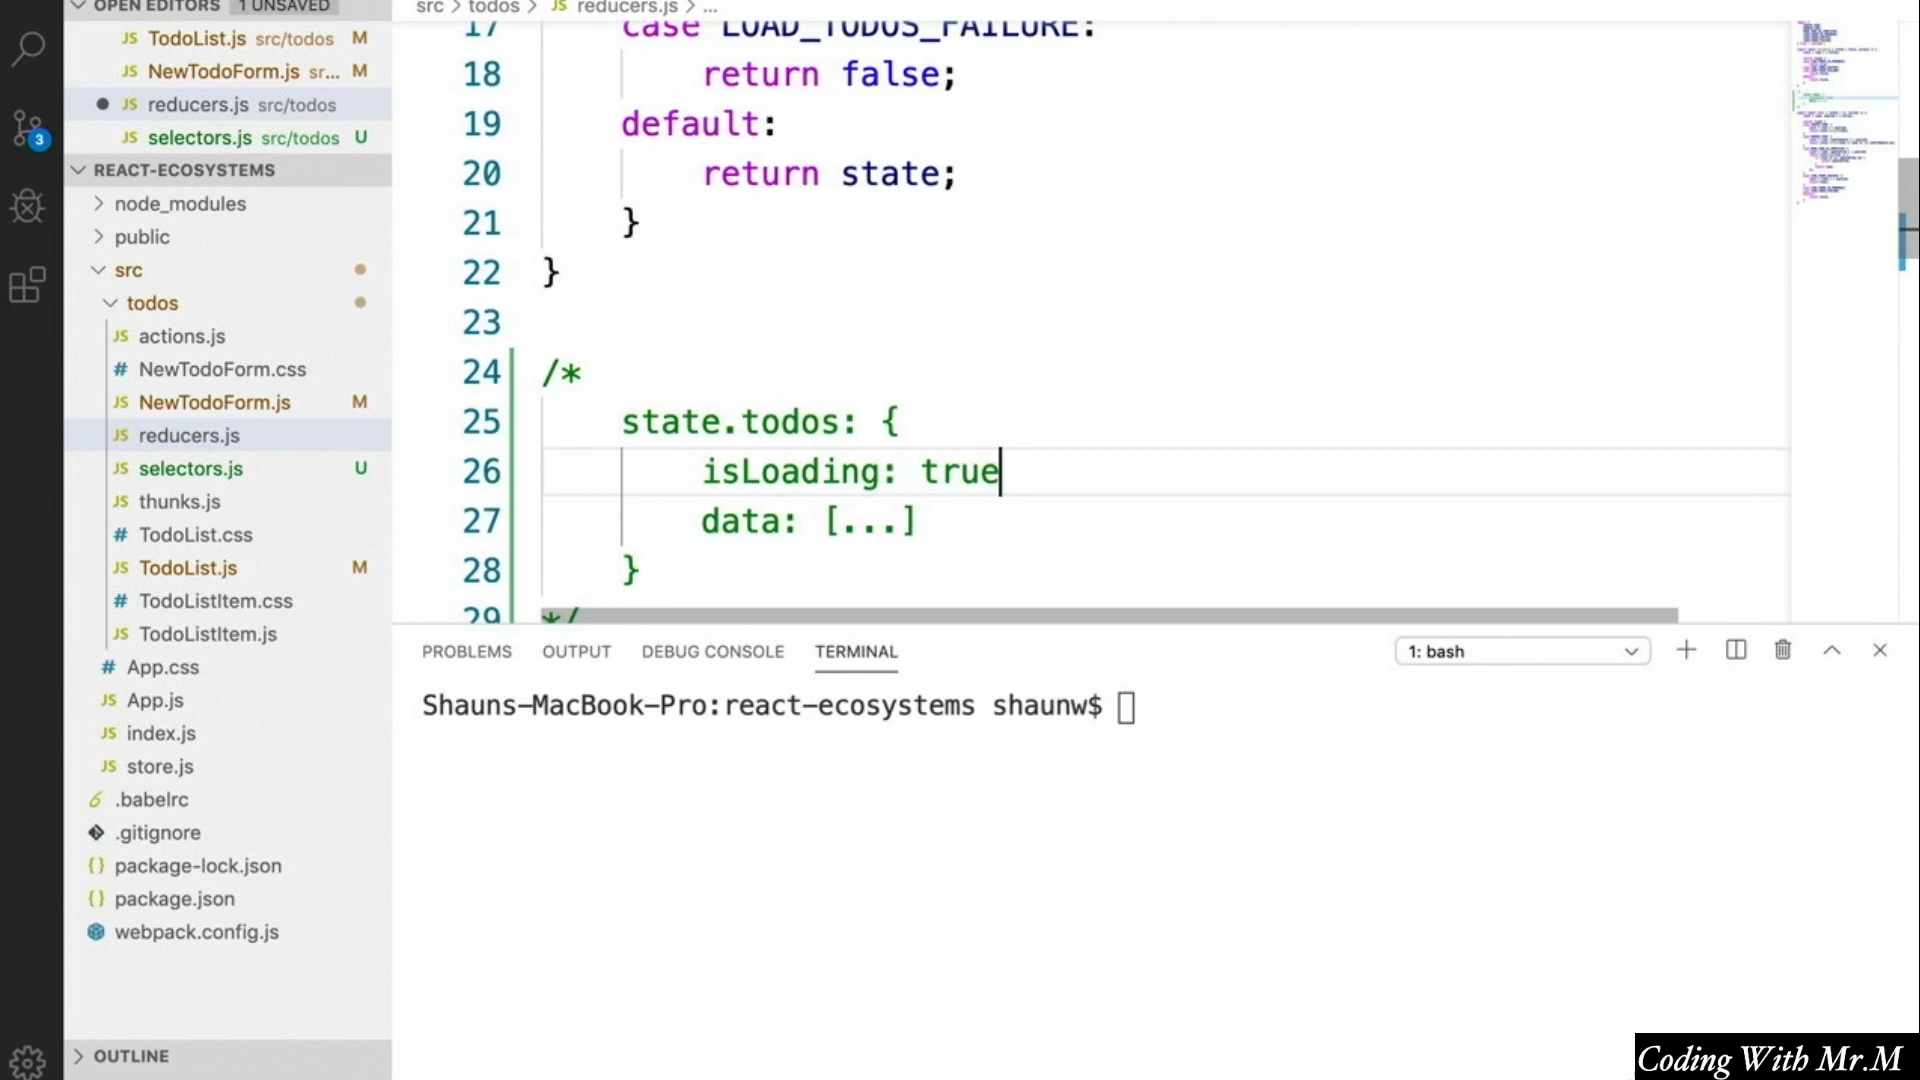 OPEN EDITORS 1 UNSAVED
JS TodoList.js src/todos M
JS NewTodoForm.js sr... M
JS reducers.js src/todos
JS selectors.js src/todos U
REACT-ECOSYSTEMS
node_modules
public
src
todos
JS actions.js
# NewTodoForm.css
JS NewTodoForm.js M
JS reducers.js
JS selectors.js U
JS thunks.js
# TodoList.css
JS TodoList.js M
# TodoListItem.css
JS TodoListItem.js
# App.css
JS App.js
JS index.js
JS store.js
.babelrc
.gitignore
{} package-lock.json
{} package.json
webpack.config.js
OUTLINE
3
src > todos > JS reducers.js > ...
17 case LOAD_TODOS_FAILURE:
18 return false;
19 default:
20 return state;
21 }
22 }
23
24 /*
25 state.todos: {
26 isLoading: true
27 data: [...]
28 }
29 */
PROBLEMS OUTPUT DEBUG CONSOLE TERMINAL 1: bash
Shauns-MacBook-Pro:react-ecosystems shaunw$
Coding With Mr.M